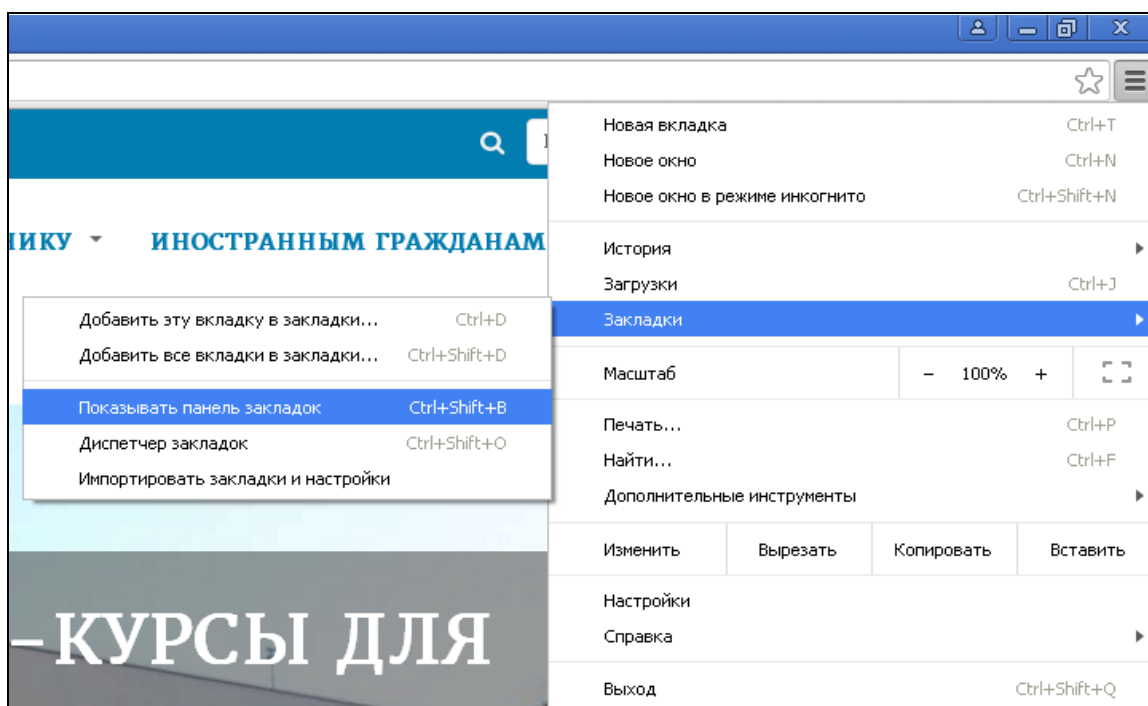 Новая вкладка Ctrl+T
Новое окно Ctrl+N
Новое окно в режиме инкогнито Ctrl+Shift+N
ИНОСТРАННЫМ ГРАЖДАНАМ
История
Загрузки Ctrl+J
Закладки
Добавить эту вкладку в закладки... Ctrl+D
Добавить все вкладки в закладки... Ctrl+Shift+D
Показывать панель закладок Ctrl+Shift+B
Диспетчер закладок Ctrl+Shift+O
Импортировать закладки и настройки
Масштаб – 100% +
Печать... Ctrl+P
Найти... Ctrl+F
Дополнительные инструменты
Изменить Вырезать Копировать Вставить
Настройки
Справка
Выход Ctrl+Shift+Q
–КУРСЫ ДЛЯ